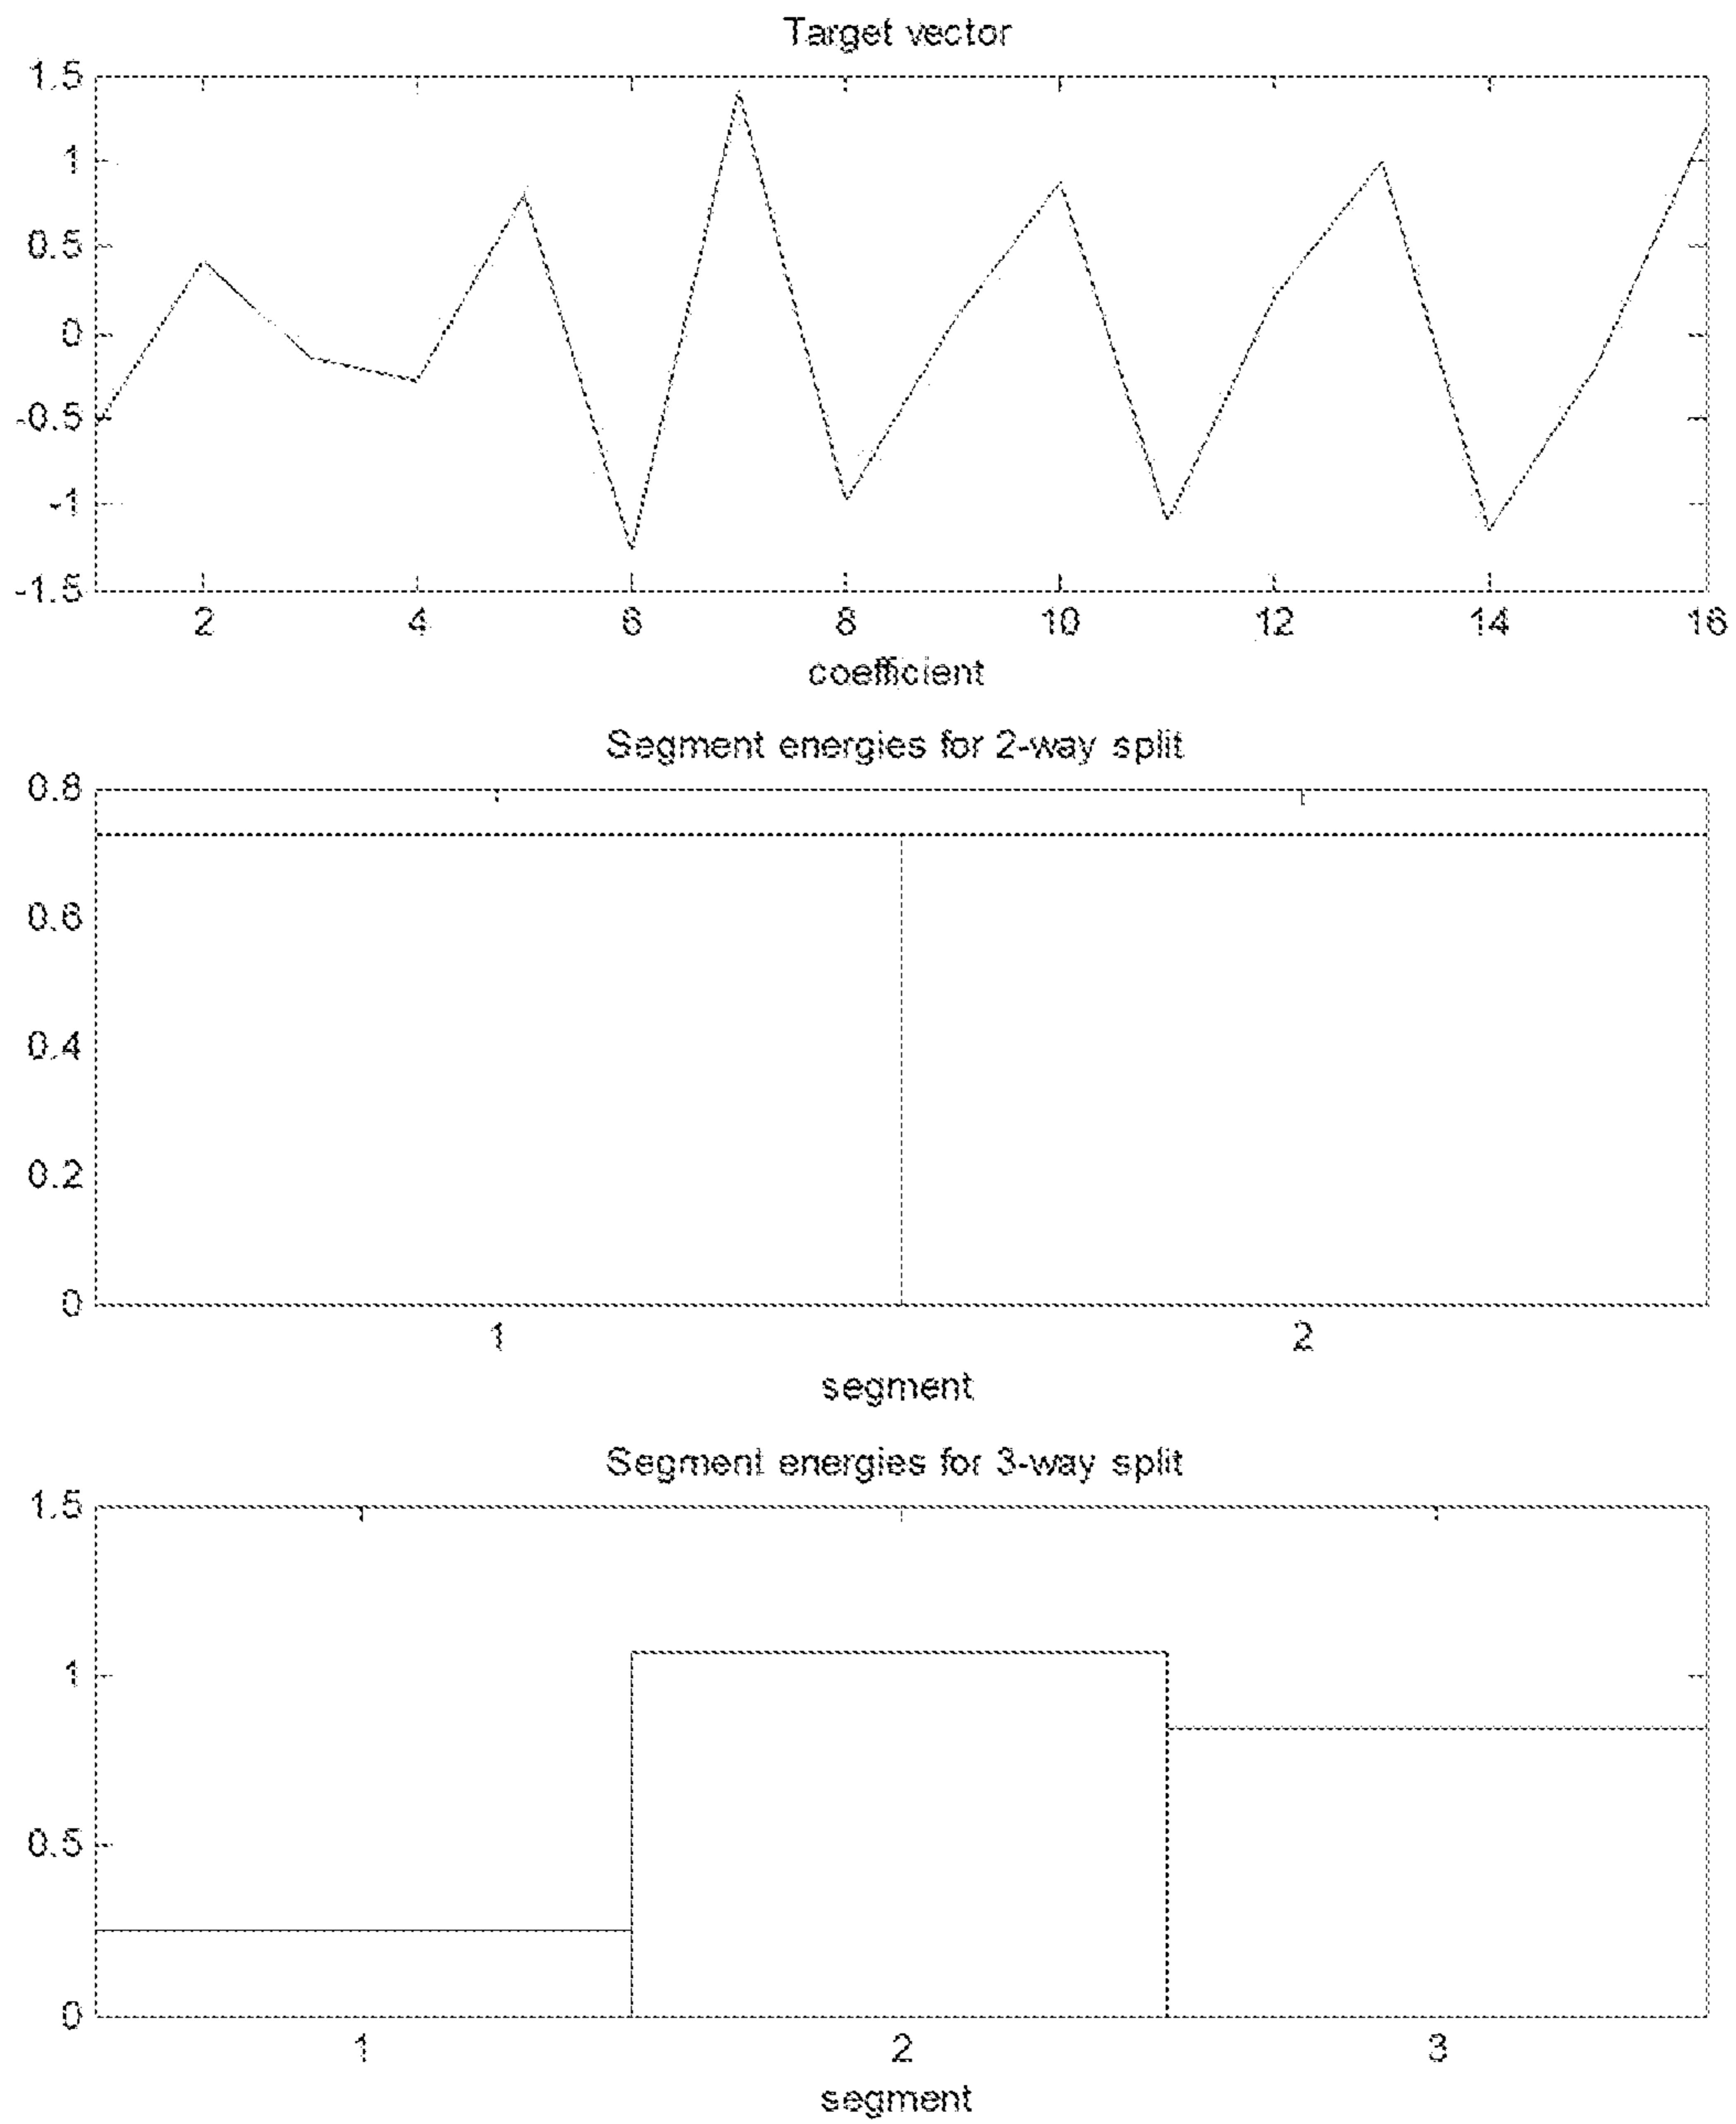 Target vector
1.5
1
0.5
0
-0.5
-1
-1.5
2 4 6 8 10 12 14 16
coefficient
Segment energies for 2-way split
0.8
0.6
0.4
0.2
0
1 2
segment
Segment energies for 3-way split
1.5
1
0.5
0
1 2 3
segment